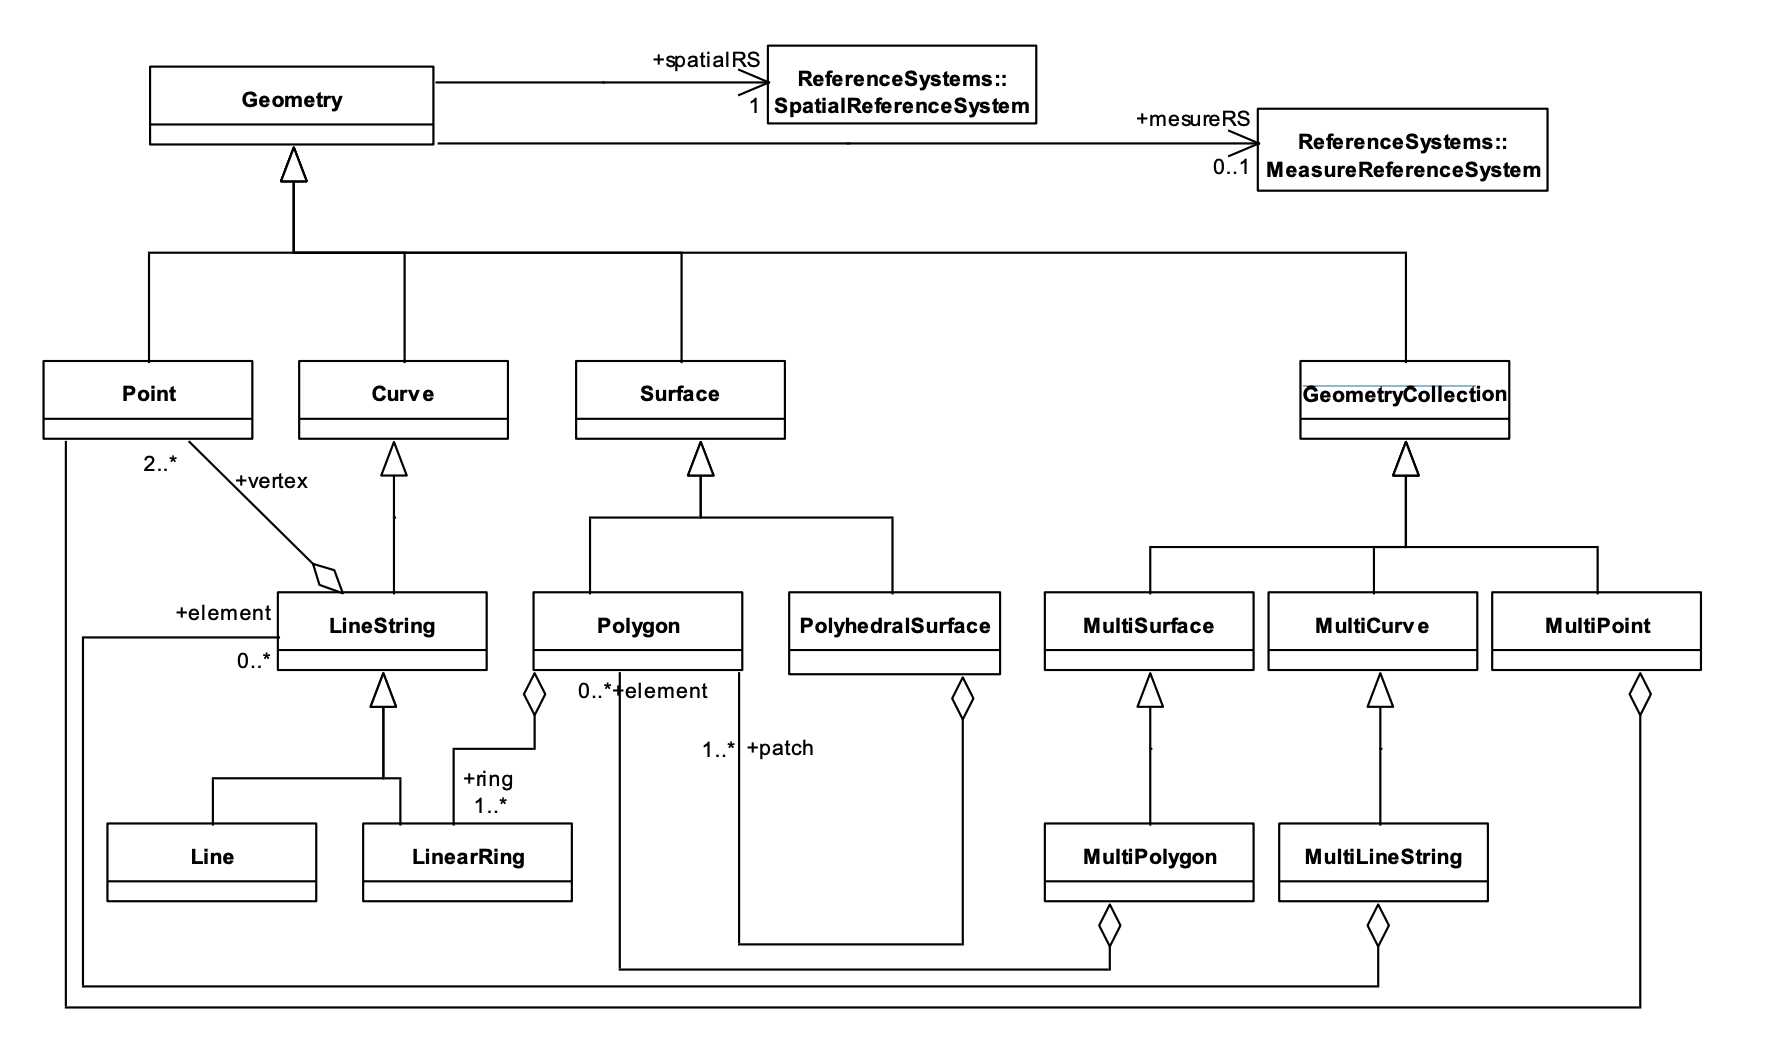 +spatialRS
ReferenceSystems::
SpatialReferenceSystem
1
Geometry
+mesureRS
ReferenceSystems::
MeasureReferenceSystem
0..1
Point
Curve
Surface
GeometryCollection
2..*
+vertex
+element
LineString
0..*
Polygon
PolyhedralSurface
MultiSurface
MultiCurve
MultiPoint
0..*+element
1..* +patch
+ring
1..*
Line
LinearRing
MultiPolygon
MultiLineString